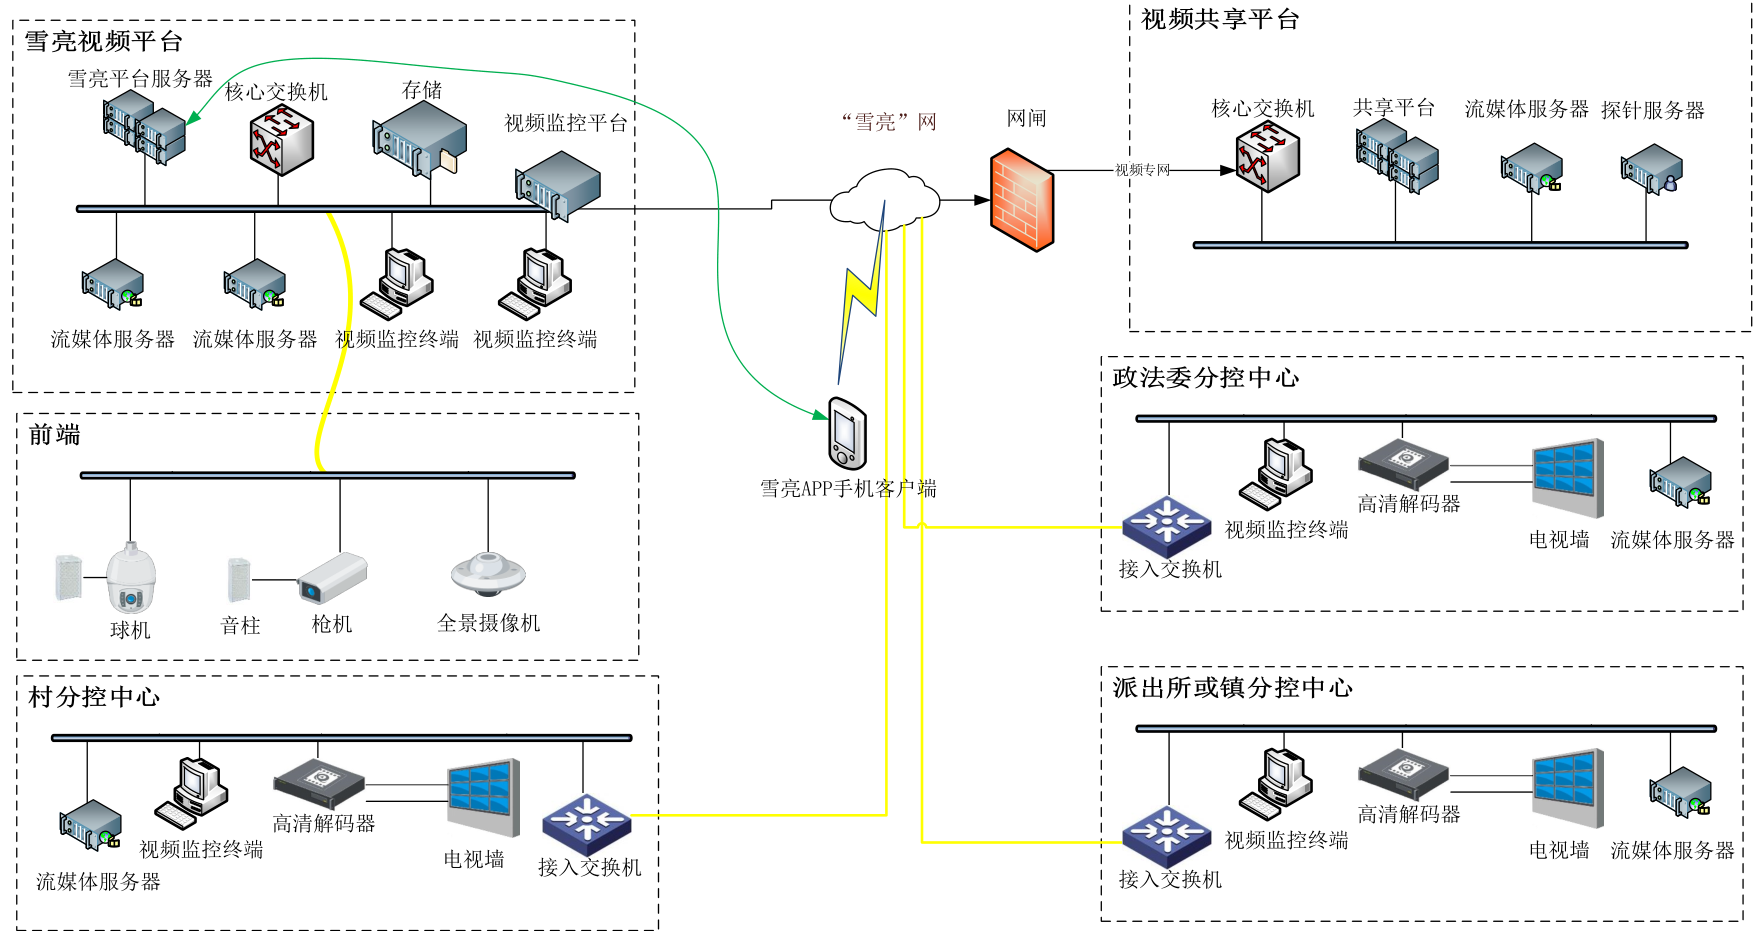 雪亮视频平台
雪亮平台服务器
核心交换机
存储
视频监控平台
流媒体服务器
流媒体服务器
视频监控终端
视频监控终端
“雪亮”网
网闸
视频专网
视频共享平台
核心交换机
共享平台
流媒体服务器
探针服务器
雪亮APP手机客户端
前端
球机
音柱
枪机
全景摄像机
政法委分控中心
接入交换机
视频监控终端
高清解码器
电视墙
流媒体服务器
村分控中心
流媒体服务器
视频监控终端
高清解码器
电视墙
接入交换机
派出所或镇分控中心
接入交换机
视频监控终端
高清解码器
电视墙
流媒体服务器